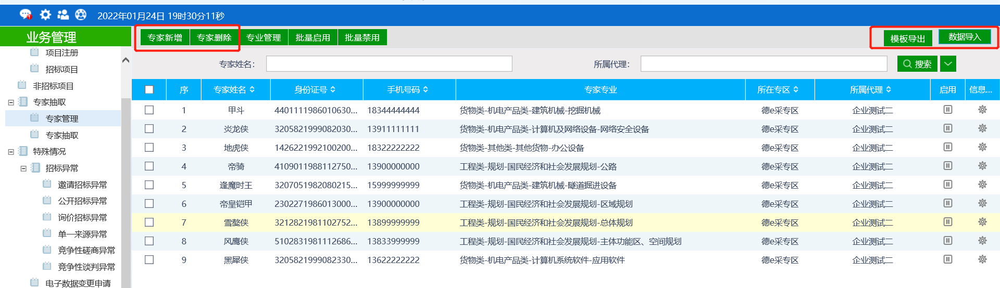 2022年01月24日 19时30分11秒
业务管理
专家新增 专家删除 专业管理 批量启用 批量禁用 模板导出 数据导入
项目注册
招标项目
非招标项目
专家抽取
专家管理
专家抽取
特殊情况
招标异常
邀请招标异常
公开招标异常
询价招标异常
单一来源异常
竞争性磋商异常
竞争性谈判异常
电子数据变更申请
专家姓名: 所属代理: 搜索
序 专家姓名 身份证号 手机号码 专家专业 所在专区 所属代理 启用 信息...
1 甲斗 4401111986010630... 18344444444 货物类-机电产品类-建筑机械-挖掘机械 德e采专区 企业测试二
2 炎龙侠 3205821999082030... 13911111111 货物类-机电产品类-计算机及网络设备-网络安全设备 德e采专区 企业测试二
3 地虎侠 1426221992100200... 18322222222 货物类-其他类-其他货物-办公设备 德e采专区 企业测试二
4 帝骑 4109011988112750... 13900000000 工程类-规划-国民经济和社会发展规划-公路 德e采专区 企业测试二
5 逢魔时王 3207051982080215... 15999999999 货物类-机电产品类-建筑机械-隧道掘进设备 德e采专区 企业测试二
6 帝皇铠甲 2302271986013000... 13900000000 工程类-规划-国民经济和社会发展规划-区域规划 德e采专区 企业测试二
7 雪獒侠 3212821981102752... 13899999999 工程类-规划-国民经济和社会发展规划-总体规划 德e采专区 企业测试二
8 风鹰侠 5102831981112686... 13833999999 工程类-规划-国民经济和社会发展规划-主体功能区、空间规划 德e采专区 企业测试二
9 黑犀侠 3205821999082330... 13622222222 货物类-机电产品类-计算机系统软件-应用软件 德e采专区 企业测试二